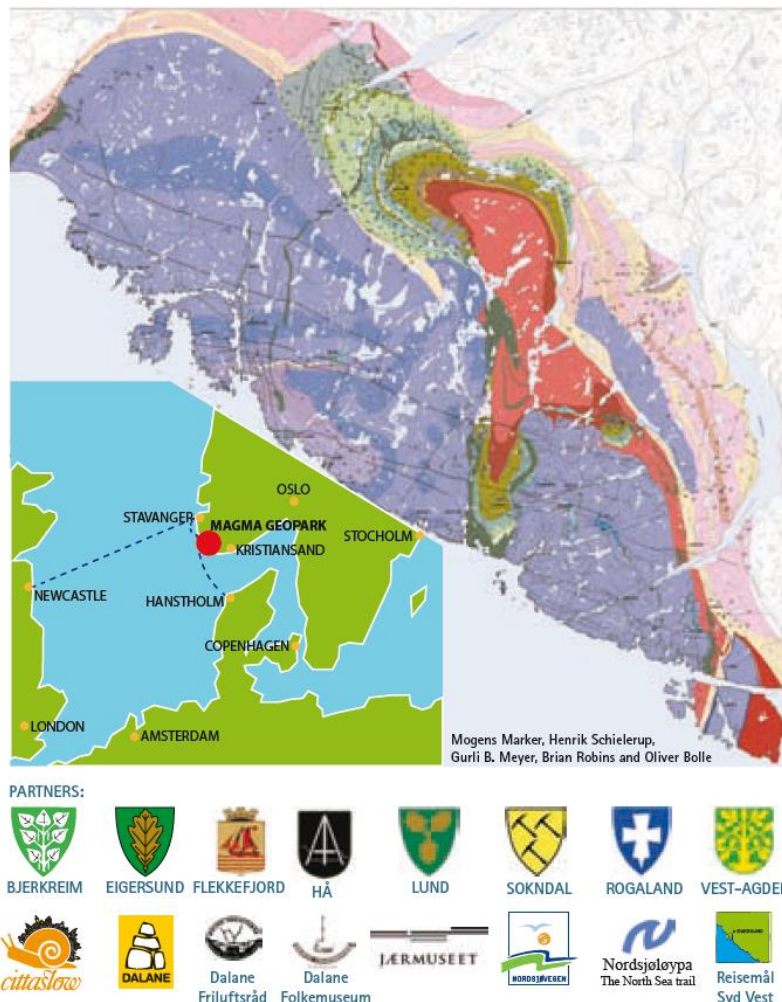 OSLO
STAVANGER
MAGMA GEOPARK
STOCHOLM
KRISTIANSAND
NEWCASTLE
HANSTHOLM
COPENHAGEN
LONDON
AMSTERDAM
Mogens Marker, Henrik Schielerup,
Gurli B. Meyer, Brian Robins and Oliver Bolle
PARTNERS:
BJERKREIM EIGERSUND FLEKKEFJORD HÅ LUND SOKNDAL ROGALAND VEST-AGDER
cittaslow
DALANE
Dalane
Friluftsråd
Dalane
Folkemuseum
JÆRMUSEET
NORDSJØVEGEN
Nordsjøløypa
The North Sea trail
Reisemål
Syd Vest